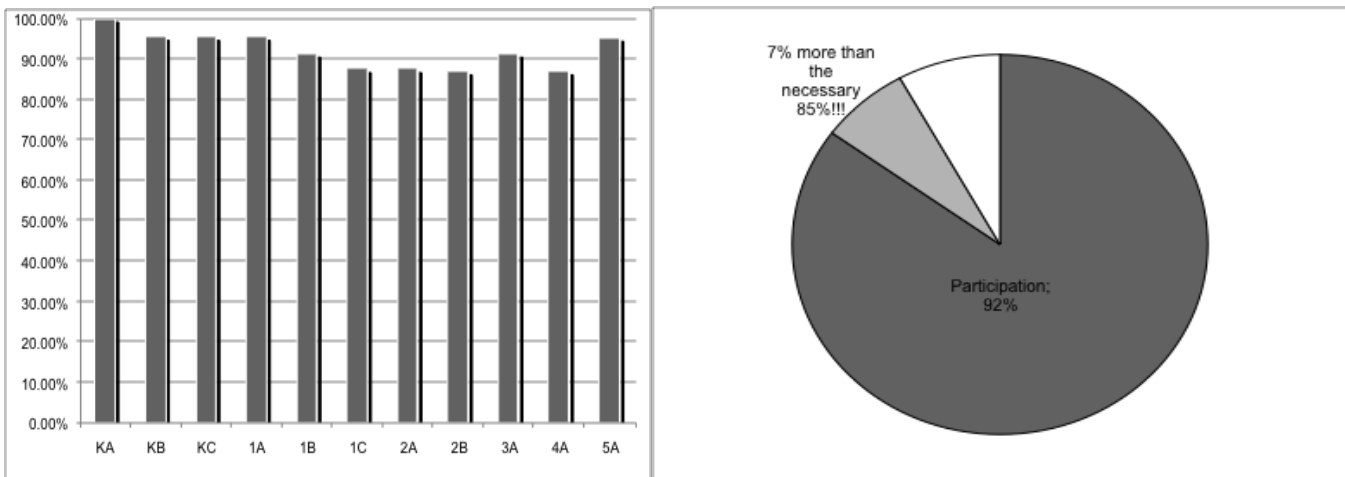 100.00%
90.00%
80.00%
70.00%
60.00%
50.00%
40.00%
30.00%
20.00%
10.00%
0.00%
KA KB KC 1A 1B 1C 2A 2B 3A 4A 5A
7% more than
the
necessary
85%!!!
Participation;
92%